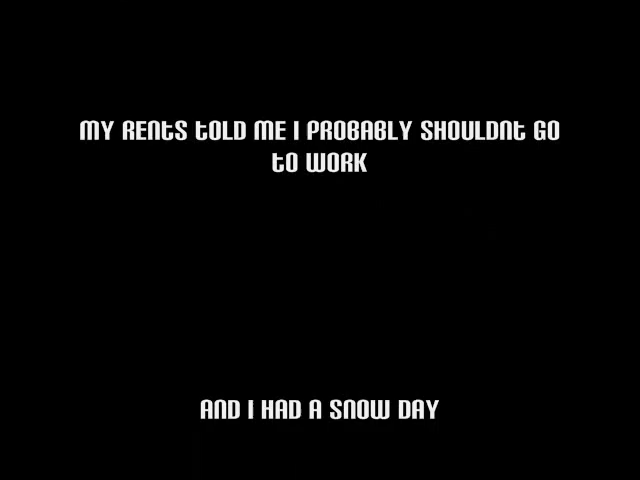 MY RENTS TOLD ME I PROBABLY SHOULDNT GO
TO WORK
AND I HAD A SNOW DAY